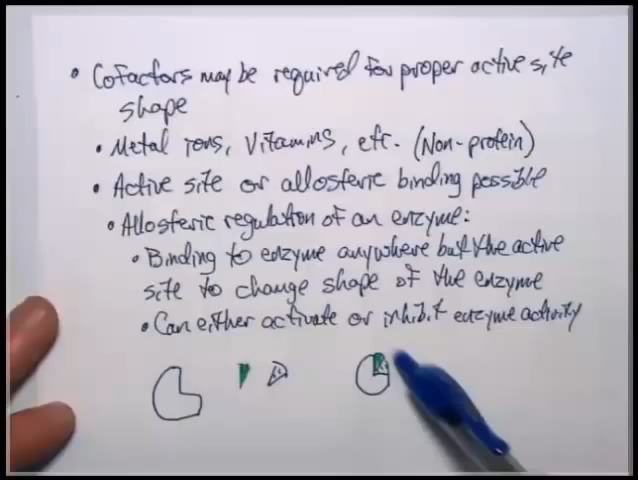 • Cofactors may be required for proper active site
shape
• Metal ions, Vitamins, etc. (Non-protein)
• Active site or allosteric binding possible
• Allosteric regulation of an enzyme:
• Binding to enzyme anywhere but the active
site to change shape of the enzyme
• Can either activate or inhibit enzyme activity